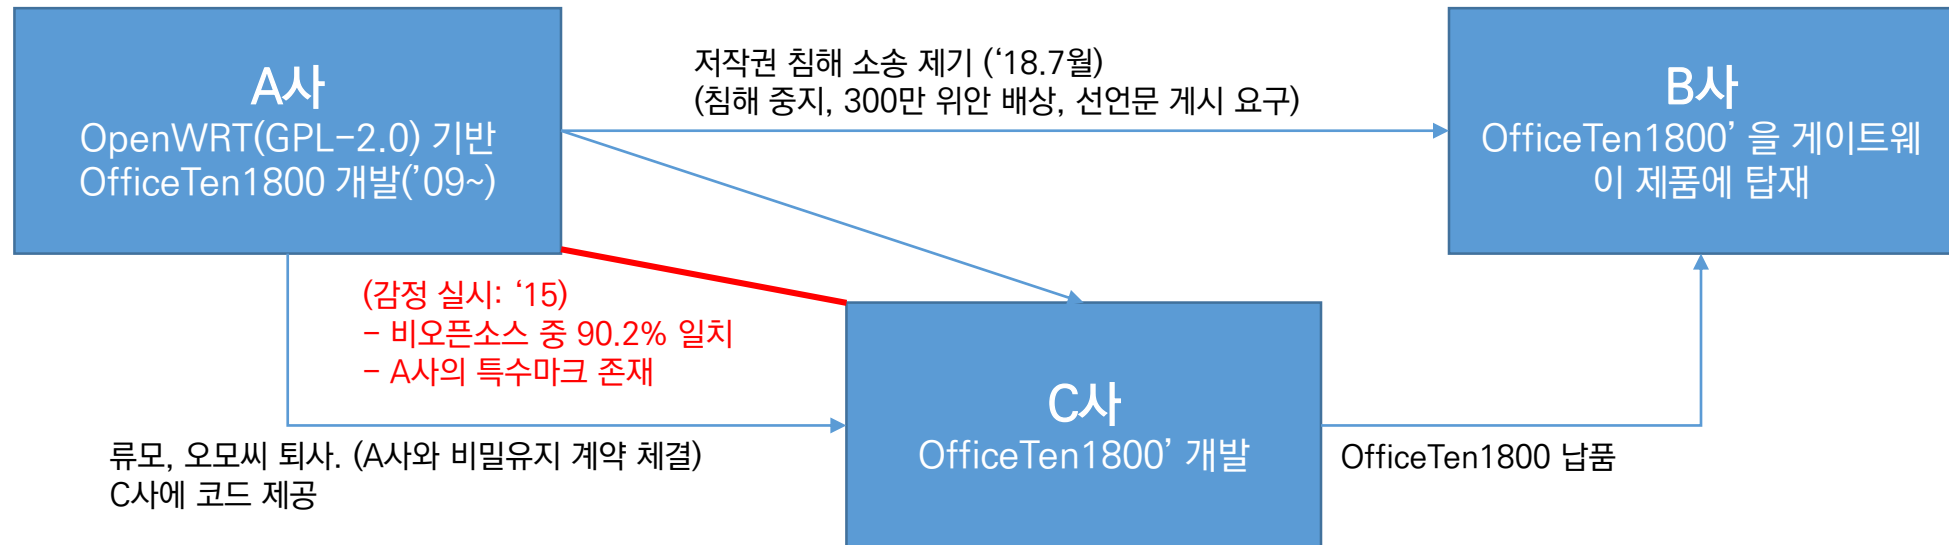 A사
OpenWRT(GPL-2.0) 기반
OfficeTen1800 개발(’09~)
저작권 침해 소송 제기 (‘18.7월)
(침해 중지, 300만 위안 배상, 선언문 게시 요구)
B사
OfficeTen1800’ 을 게이트웨
이 제품에 탑재
(감정 실시: ‘15)
- 비오픈소스 중 90.2% 일치
- A사의 특수마크 존재
C사
OfficeTen1800’ 개발
류모, 오모씨 퇴사. (A사와 비밀유지 계약 체결)
C사에 코드 제공
OfficeTen1800 납품